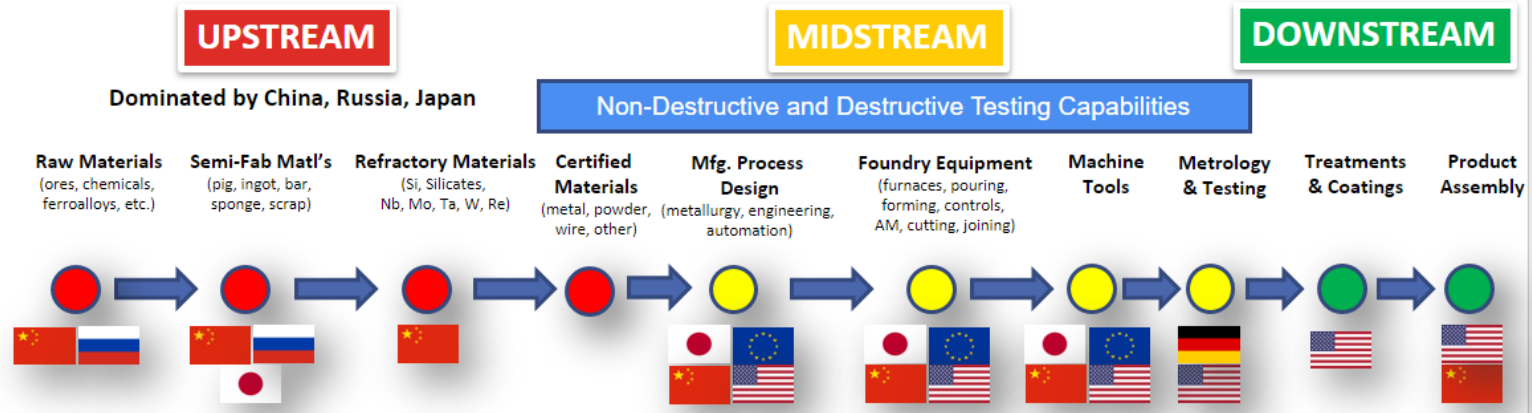 UPSTREAM
MIDSTREAM
DOWNSTREAM
Dominated by China, Russia, Japan
Non-Destructive and Destructive Testing Capabilities
Raw Materials
(ores, chemicals,
ferroalloys, etc.)
Semi-Fab Matl's
(pig, ingot, bar,
sponge, scrap)
Refractory Materials
(Si, Silicates,
Nb, Mo, Ta, W, Re)
Certified
Materials
(metal, powder,
wire, other)
Mfg. Process
Design
(metallurgy, engineering,
automation)
Foundry Equipment
(furnaces, pouring,
forming, controls,
AM, cutting, joining)
Machine
Tools
Metrology
& Testing
Treatments
& Coatings
Product
Assembly